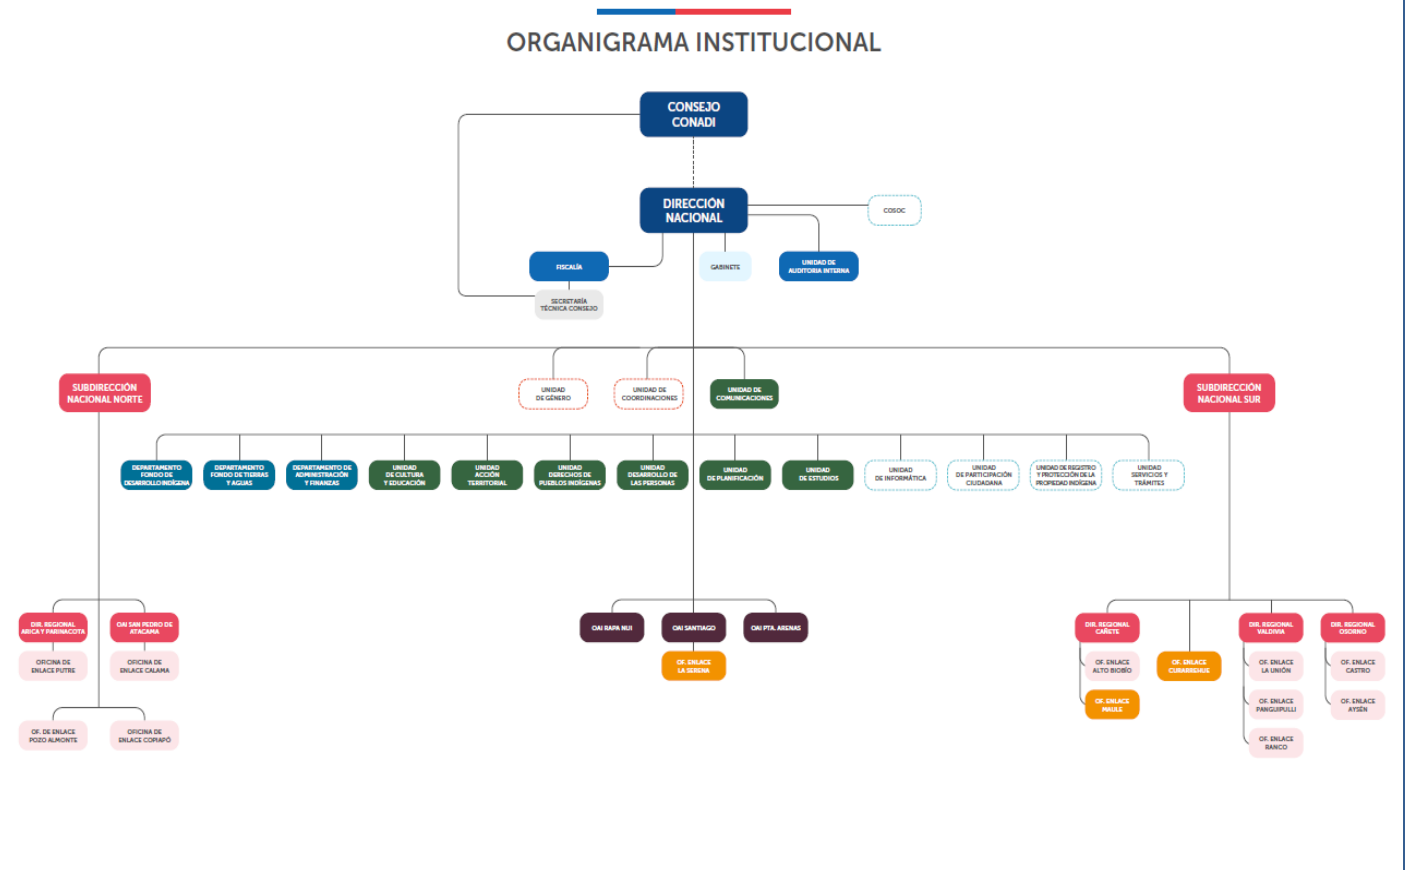 ORGANIGRAMA INSTITUCIONAL
CONSEJO
CONADI
DIRECCIÓN
NACIONAL
COSOC
FISCALÍA
GABINETE
UNIDAD DE
AUDITORIA INTERNA
SECRETARÍA
TÉCNICA CONSEJO
SUBDIRECCIÓN
NACIONAL NORTE
UNIDAD
DE GÉNERO
UNIDAD DE
COORDINACIONES
UNIDAD DE
COMUNICACIONES
SUBDIRECCIÓN
NACIONAL SUR
DEPARTAMENTO
FONDO DE
DESARROLLO INDÍGENA
DEPARTAMENTO
FONDO DE TIERRAS
Y AGUAS
DEPARTAMENTO DE
ADMINISTRACIÓN
Y FINANZAS
UNIDAD
DE CULTURA
Y EDUCACIÓN
UNIDAD
ACCIÓN
TERRITORIAL
UNIDAD
DERECHOS DE
PUEBLOS INDÍGENAS
UNIDAD
DESARROLLO DE
LAS PERSONAS
UNIDAD
DE PLANIFICACIÓN
UNIDAD
DE ESTUDIOS
UNIDAD
DE INFORMÁTICA
UNIDAD
DE PARTICIPACIÓN
CIUDADANA
UNIDAD DE REGISTRO
Y PROTECCIÓN DE LA
PROPIEDAD INDÍGENA
UNIDAD
SERVICIOS Y
TRÁMITES
DIR. REGIONAL
ARICA Y PARINACOTA
OAI SAN PEDRO DE
ATACAMA
OFICINA DE
ENLACE PUTRE
OFICINA DE
ENLACE CALAMA
OF. DE ENLACE
POZO ALMONTE
OFICINA DE
ENLACE COPIAPÓ
OAI RAPA NUI
OAI SANTIAGO
OAI PTA. ARENAS
OF. ENLACE
LA SERENA
DIR. REGIONAL
CAÑETE
OF. ENLACE
ALTO BIOBÍO
OF. ENLACE
MAULE
OF. ENLACE
CURARREHUE
DIR. REGIONAL
VALDIVIA
OF. ENLACE
LA UNIÓN
OF. ENLACE
PANGUIPULLI
OF. ENLACE
RANCO
DIR. REGIONAL
OSORNO
OF. ENLACE
CASTRO
OF. ENLACE
AYSÉN